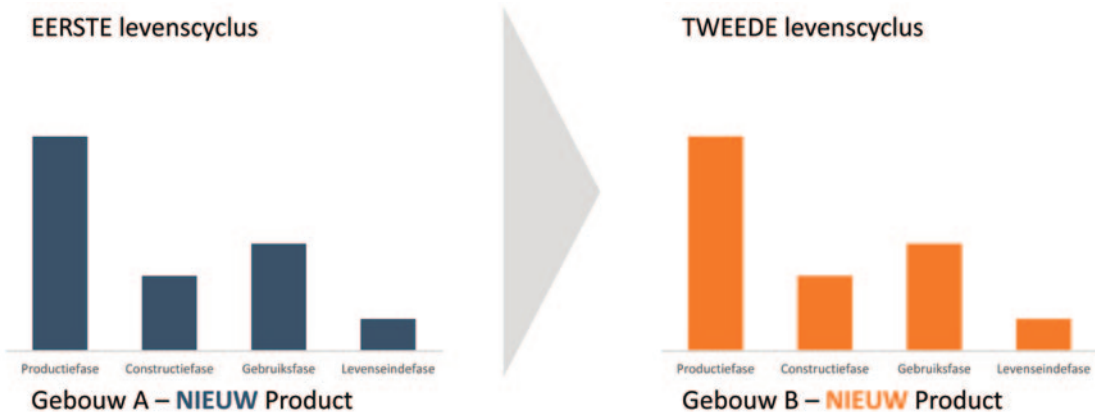 EERSTE levenscyclus
TWEEDE levenscyclus
Productiefase Constructiefase Gebruiksfase Levenseindefase
Productiefase Constructiefase Gebruiksfase Levenseindefase
Gebouw A – NIEUW Product
Gebouw B – NIEUW Product